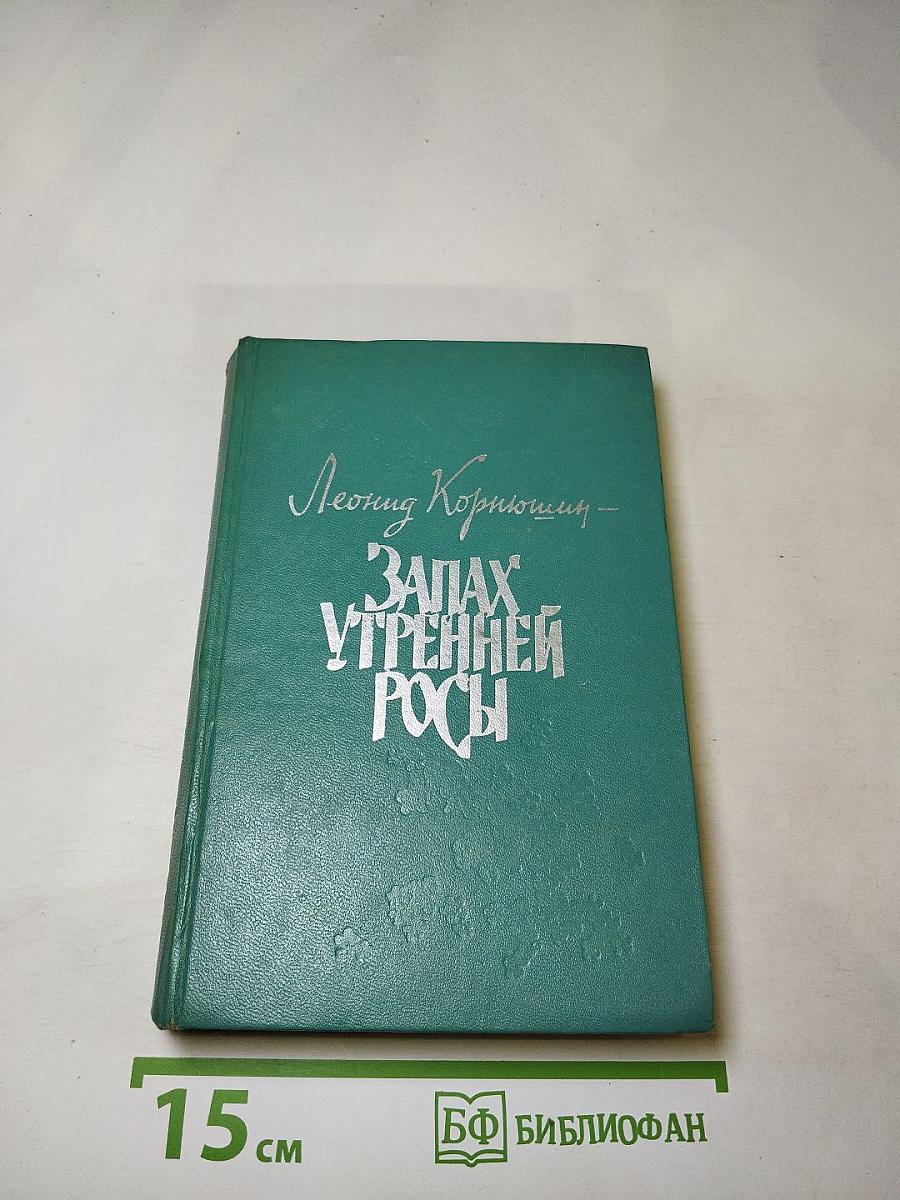 Леонид Корнюшин —
ЗАПАХ
УТРЕННЕЙ
РОСЫ
15 см
БФ БИБЛИОФАН